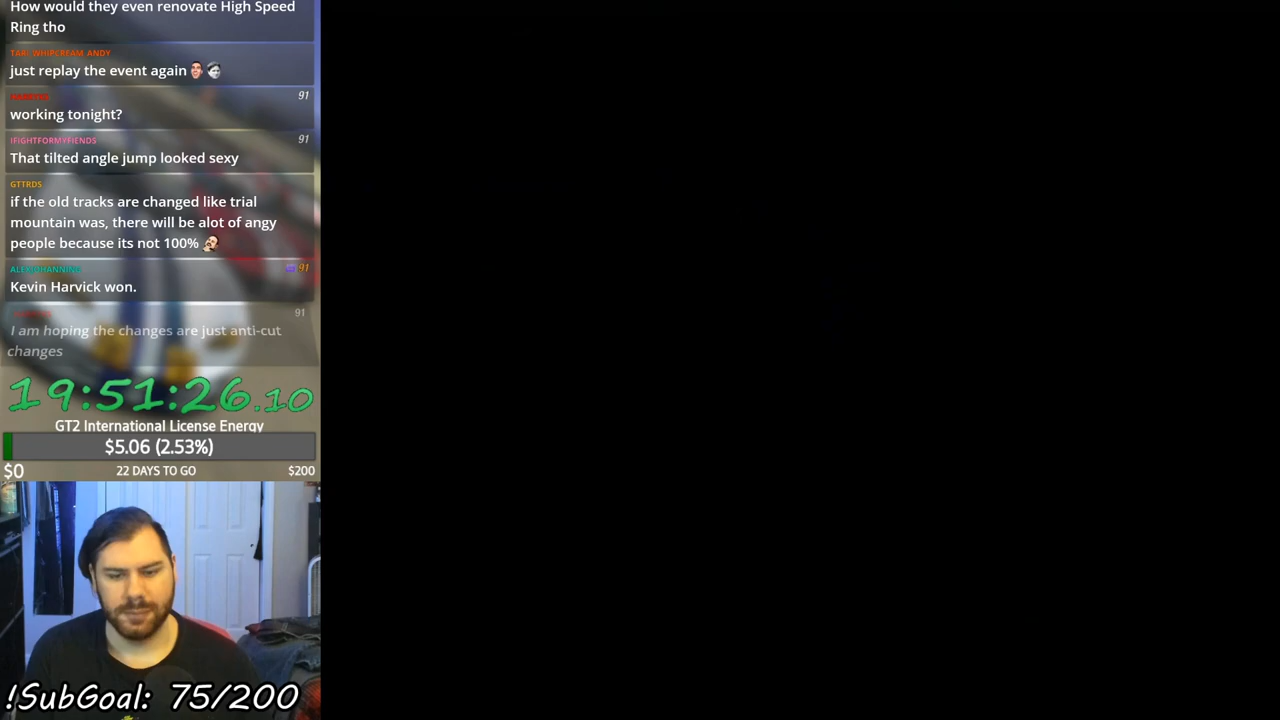 How would they even renovate High Speed
Ring tho
TARL_WHIPCREAM_ANDY
just replay the event again
91
working tonight?
IFIGHTFORMYFIENDS 91
That tilted angle jump looked sexy
GTTRDS
if the old tracks are changed like trial
mountain was, there will be alot of angy
people because its not 100%
91
Kevin Harvick won.
91
I am hoping the changes are just anti-cut
changes
19:51:26.10
GT2 International License Energy
$5.06 (2.53%)
$0 22 DAYS TO GO $200
!SubGoal: 75/200